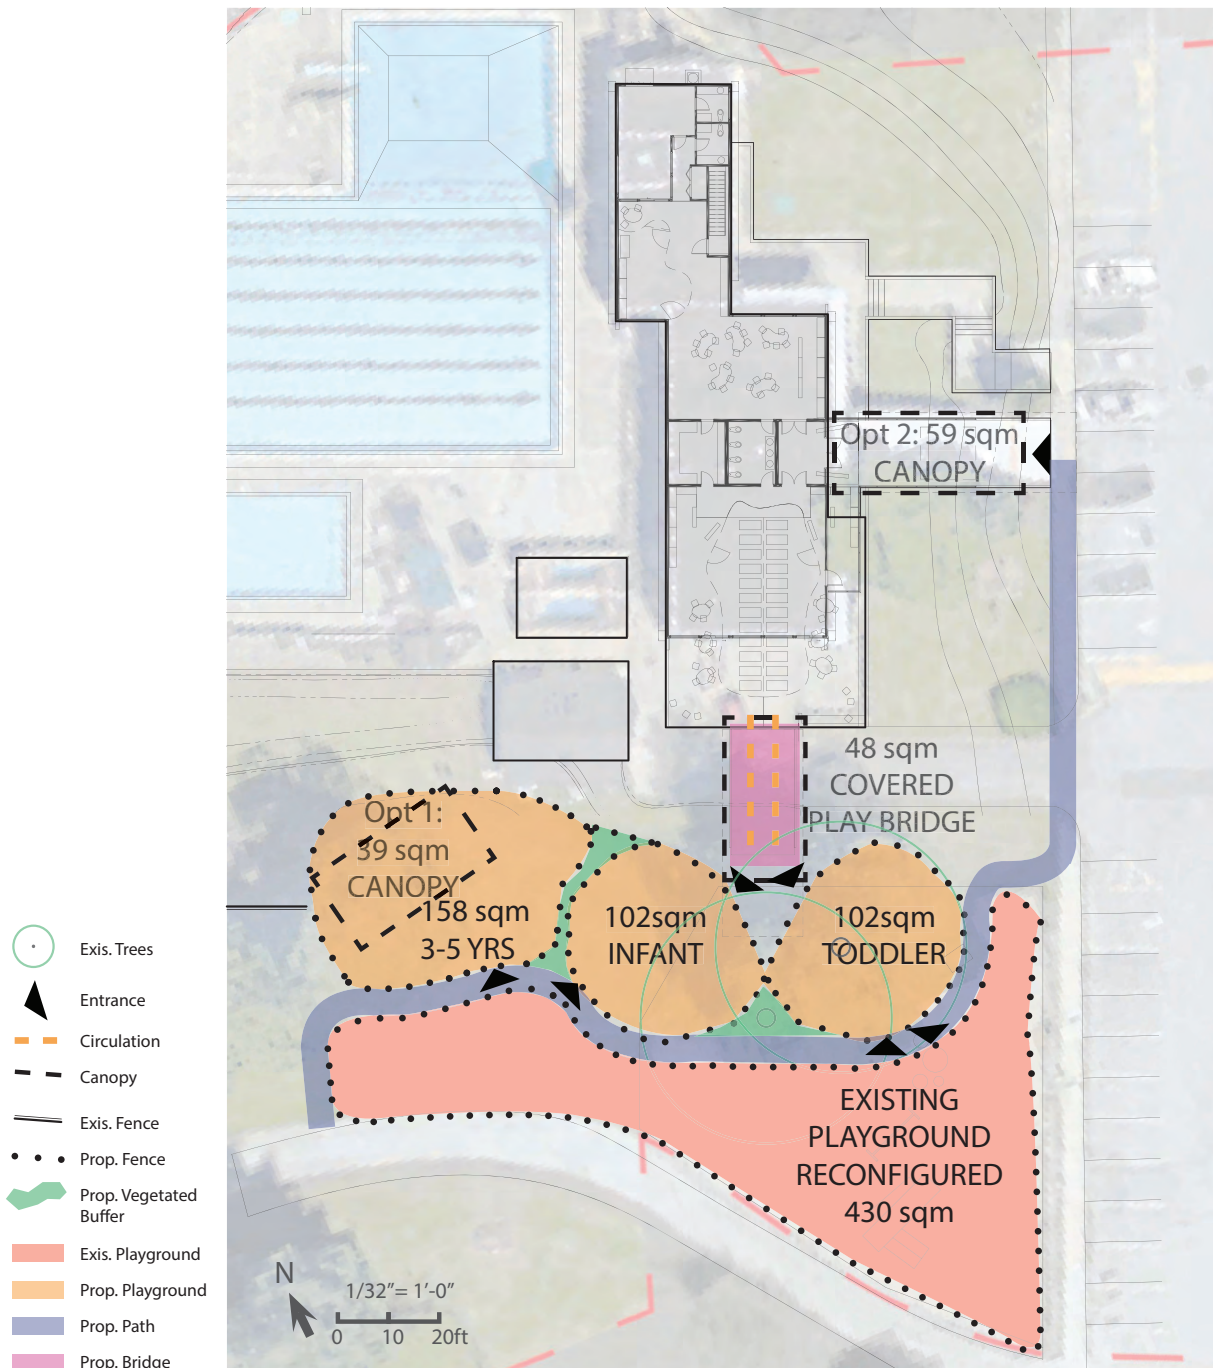 Opt 2: 59 sqm
CANOPY
48 sqm
COVERED
PLAY BRIDGE
Opt 1:
39 sqm
CANOPY
158 sqm
3-5 YRS
102sqm
INFANT
102sqm
TODDLER
EXISTING
PLAYGROUND
RECONFIGURED
430 sqm
Exis. Trees
Entrance
Circulation
Canopy
Exis. Fence
Prop. Fence
Prop. Vegetated
Buffer
Exis. Playground
Prop. Playground
Prop. Path
Prop. Bridge
N
1/32”= 1’-0”
0 10 20ft